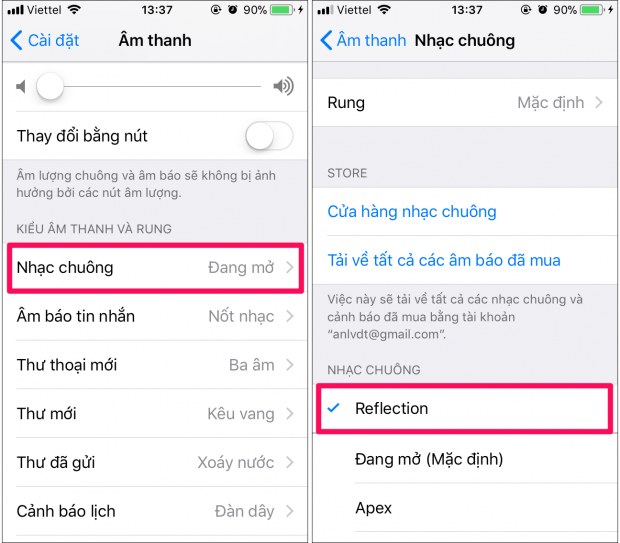 Viettel 13:37 90%
Cài đặt Âm thanh
Thay đổi bằng nút
Âm lượng chuông và âm báo sẽ không bị ảnh
hưởng bởi các nút âm lượng.
KIỂU ÂM THANH VÀ RUNG
Nhạc chuông Đang mở
Âm báo tin nhắn Nốt nhạc
Thư thoại mới Ba âm
Thư mới Kêu vang
Thư đã gửi Xoáy nước
Cảnh báo lịch Đàn dây
Viettel 13:37 90%
Âm thanh Nhạc chuông
Rung Mặc định
STORE
Cửa hàng nhạc chuông
Tải về tất cả các âm báo đã mua
Việc này sẽ tải về tất cả các nhạc chuông và
cảnh báo đã mua bằng tài khoản
“anlvdt@gmail.com”.
NHẠC CHUÔNG
Reflection
Đang mở (Mặc định)
Apex